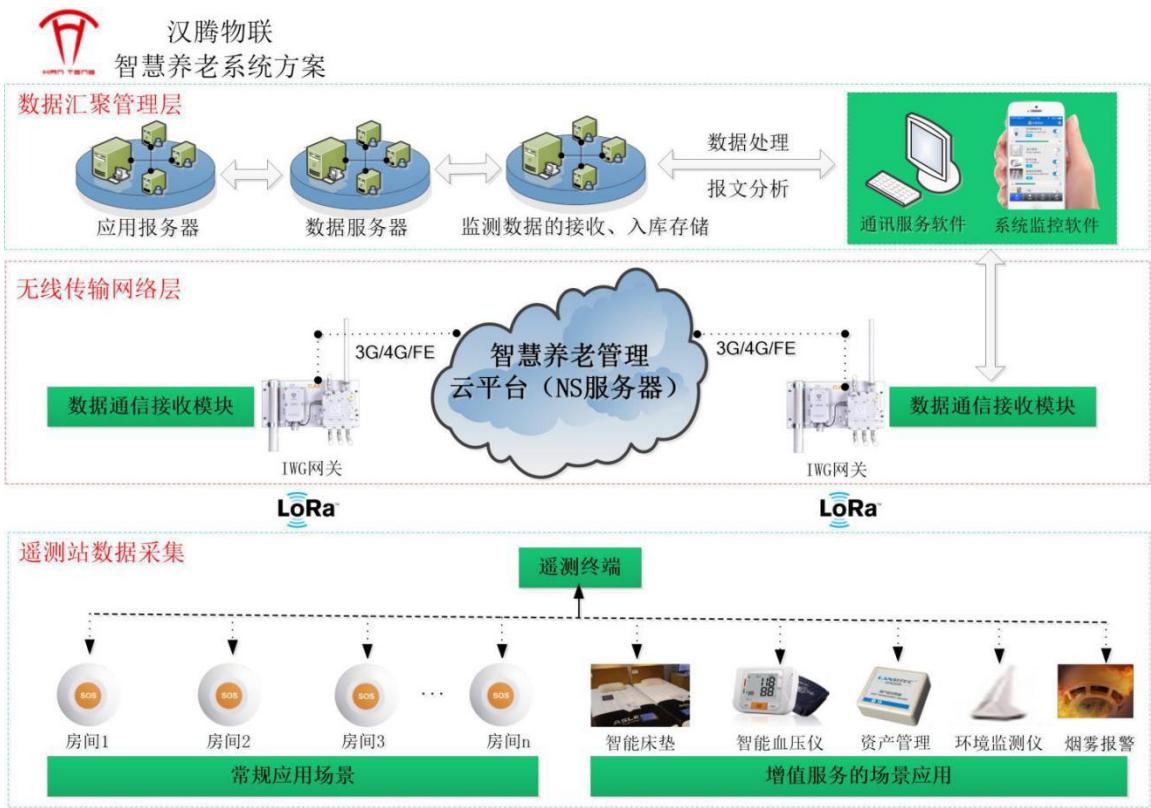 HAN TENG
汉腾物联
智慧养老系统方案
数据汇聚管理层
数据处理
报文分析
应用报务器
数据服务器
监测数据的接收、入库存储
通讯服务软件
系统监控软件
无线传输网络层
3G/4G/FE
智慧养老管理
云平台（NS服务器）
3G/4G/FE
数据通信接收模块
数据通信接收模块
IWG网关
IWG网关
LoRa™
LoRa™
遥测站数据采集
遥测终端
SOS
SOS
SOS
···
SOS
118
88
房间1
房间2
房间3
房间n
智能床垫
智能血压仪
资产管理
环境监测仪
烟雾报警
常规应用场景
增值服务的场景应用